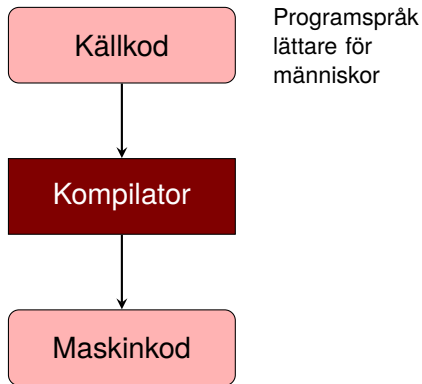 Källkod
Programspråk
lättare för
människor
Kompilator
Maskinkod